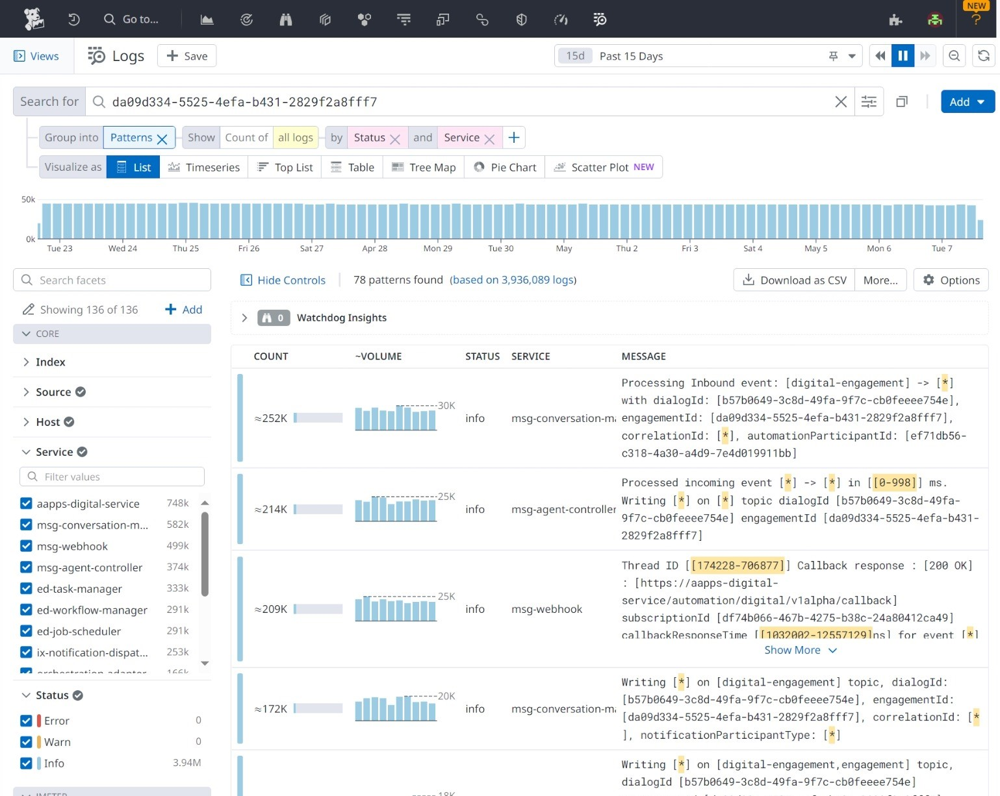 Go to...
NEW
?
Views
Logs
+ Save
15d Past 15 Days
Search for da09d334-5525-4efa-b431-2829f2a8fff7
Add
Group into Patterns Show Count of all logs by Status and Service +
Visualize as List Timeseries Top List Table Tree Map Pie Chart Scatter Plot NEW
50k
0k
Tue 23 Wed 24 Thu 25 Fri 26 Sat 27 Apr 28 Mon 29 Tue 30 May Thu 2 Fri 3 Sat 4 May 5 Mon 6 Tue 7
Search facets
Hide Controls 78 patterns found (based on 3,936,089 logs) Download as CSV More... Options
Showing 136 of 136 + Add
CORE
Index
Source
Host
Service
Filter values
aapps-digital-service 748k
msg-conversation-m... 582k
msg-webhook 499k
msg-agent-controller 374k
ed-task-manager 333k
ed-workflow-manager 291k
ed-job-scheduler 291k
ix-notification-dispat... 253k
Status
Error 0
Warn 0
Info 3.94M
0 Watchdog Insights
COUNT ~VOLUME STATUS SERVICE MESSAGE
≈252K 30K info msg-conversation-ma
Processing Inbound event: [digital-engagement] -> [*]
with dialogId: [b57b0649-3c8d-49fa-9f7c-cb0feeee754e],
engagementId: [da09d334-5525-4efa-b431-2829f2a8fff7],
correlationId: [*], automationParticipantId: [ef71db56-
c318-4a30-a4d9-7e4d019911bb]
≈214K 25K info msg-agent-controller
Processed incoming event [*] -> [*] in [[0-998]] ms.
Writing [*] on [*] topic dialogId [b57b0649-3c8d-49fa-
9f7c-cb0feeee754e] engagementId [da09d334-5525-4efa-b431-
2829f2a8fff7]
≈209K 25K info msg-webhook
Thread ID [[174228-706877]] Callback response : [200 OK]
: [https://aapps-digital-
service/automation/digital/v1alpha/callback]
subscriptionId [df74b066-467b-4275-b38c-24a80412ca49]
callbackResponseTime [[1032002-12557129]ns] for event [*]
Show More
≈172K 20K info msg-conversation-ma
Writing [*] on [digital-engagement] topic, dialogId:
[b57b0649-3c8d-49fa-9f7c-cb0feeee754e], engagementId:
[da09d334-5525-4efa-b431-2829f2a8fff7], correlationId: [*
], notificationParticipantType: [*]
18K
Writing [*] on [digital-engagement,engagement] topic,
dialogId [b57b0649-3c8d-49fa-9f7c-cb0feeee754e]